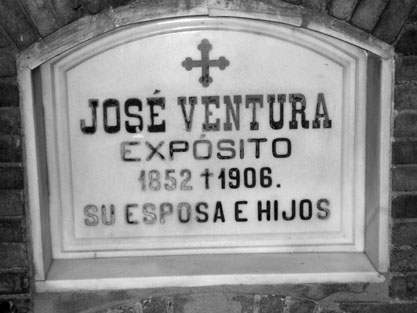 JOSÉ VENTURA
EXPÓSITO
1852 † 1906.
SU ESPOSA E HIJOS